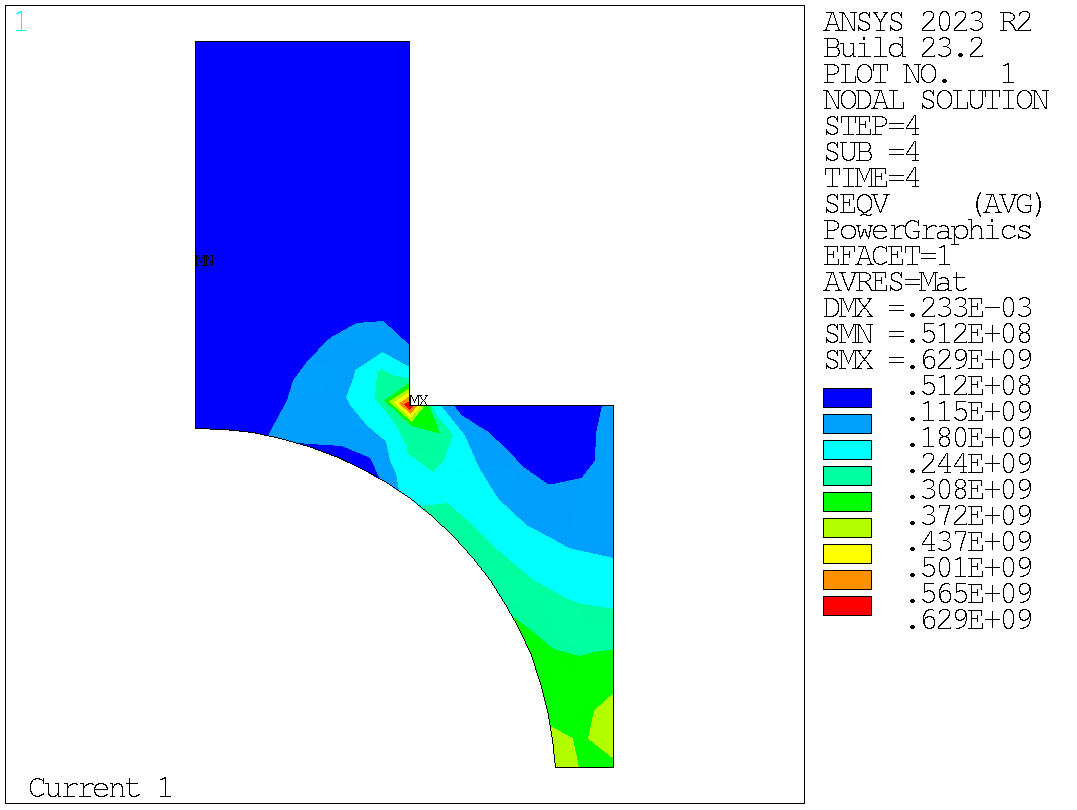 1
ANSYS 2023 R2
Build 23.2
PLOT NO. 1
NODAL SOLUTION
STEP=4
SUB =4
TIME=4
SEQV (AVG)
PowerGraphics
EFACET=1
AVRES=Mat
DMX =.233E-03
SMN =.512E+08
SMX =.629E+09
.512E+08
.115E+09
.180E+09
.244E+09
.308E+09
.372E+09
.437E+09
.501E+09
.565E+09
.629E+09
MN
MX
Current 1